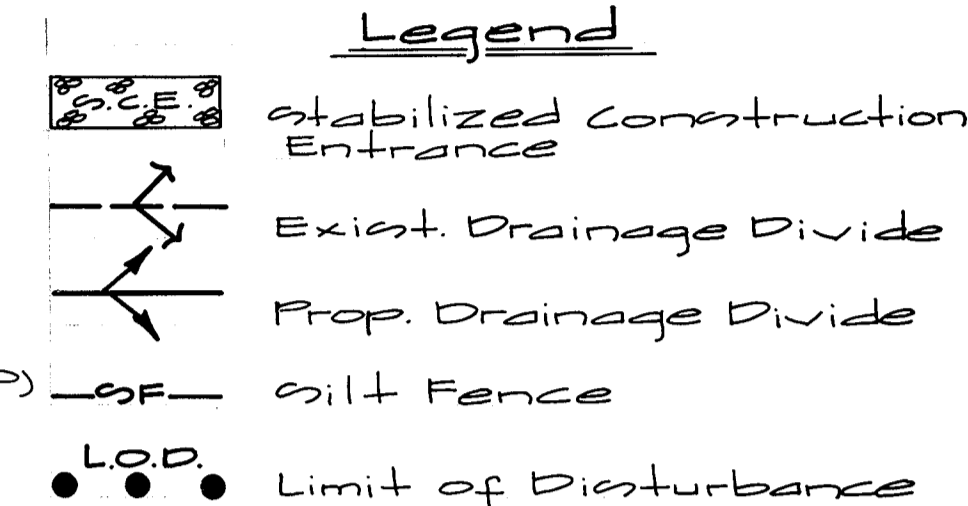 Legend
S.C.E. Stabilized Construction
Entrance
Exist. Drainage Divide
Prop. Drainage Divide
SF Silt Fence
L.O.D.
Limit of Disturbance